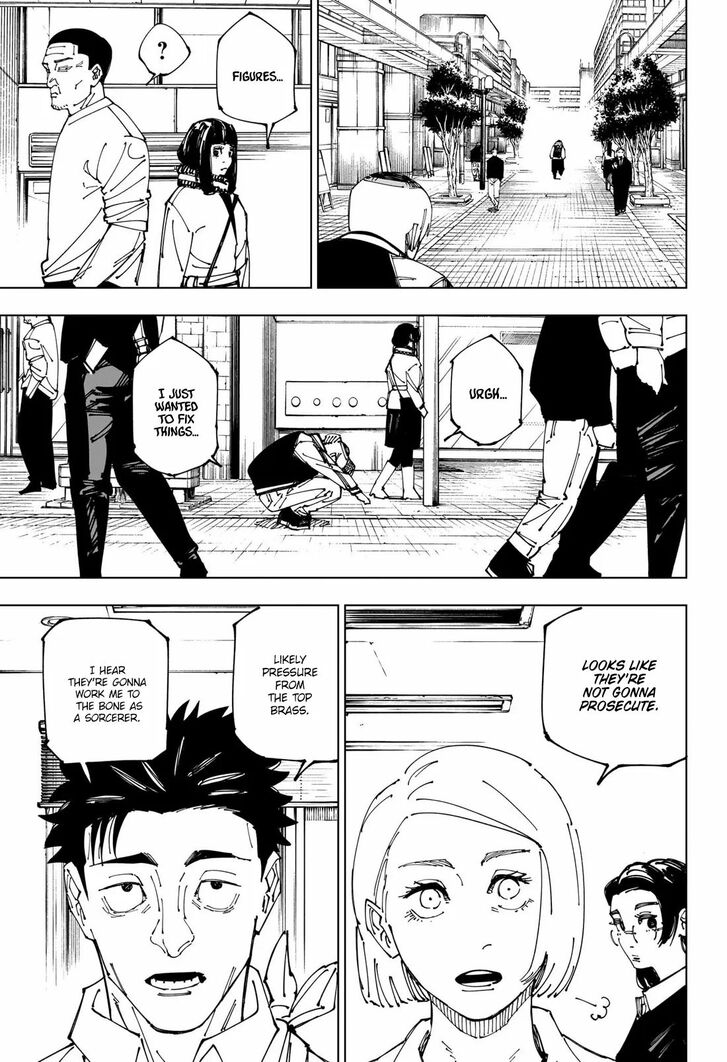 FIGURES...
?
URGH...
I JUST
WANTED
TO FIX
THINGS...
LOOKS LIKE
THEY'RE
NOT GONNA
PROSECUTE.
LIKELY
PRESSURE
FROM
THE TOP
BRASS.
I HEAR
THEY'RE GONNA
WORK ME TO
THE BONE AS
A SORCERER.